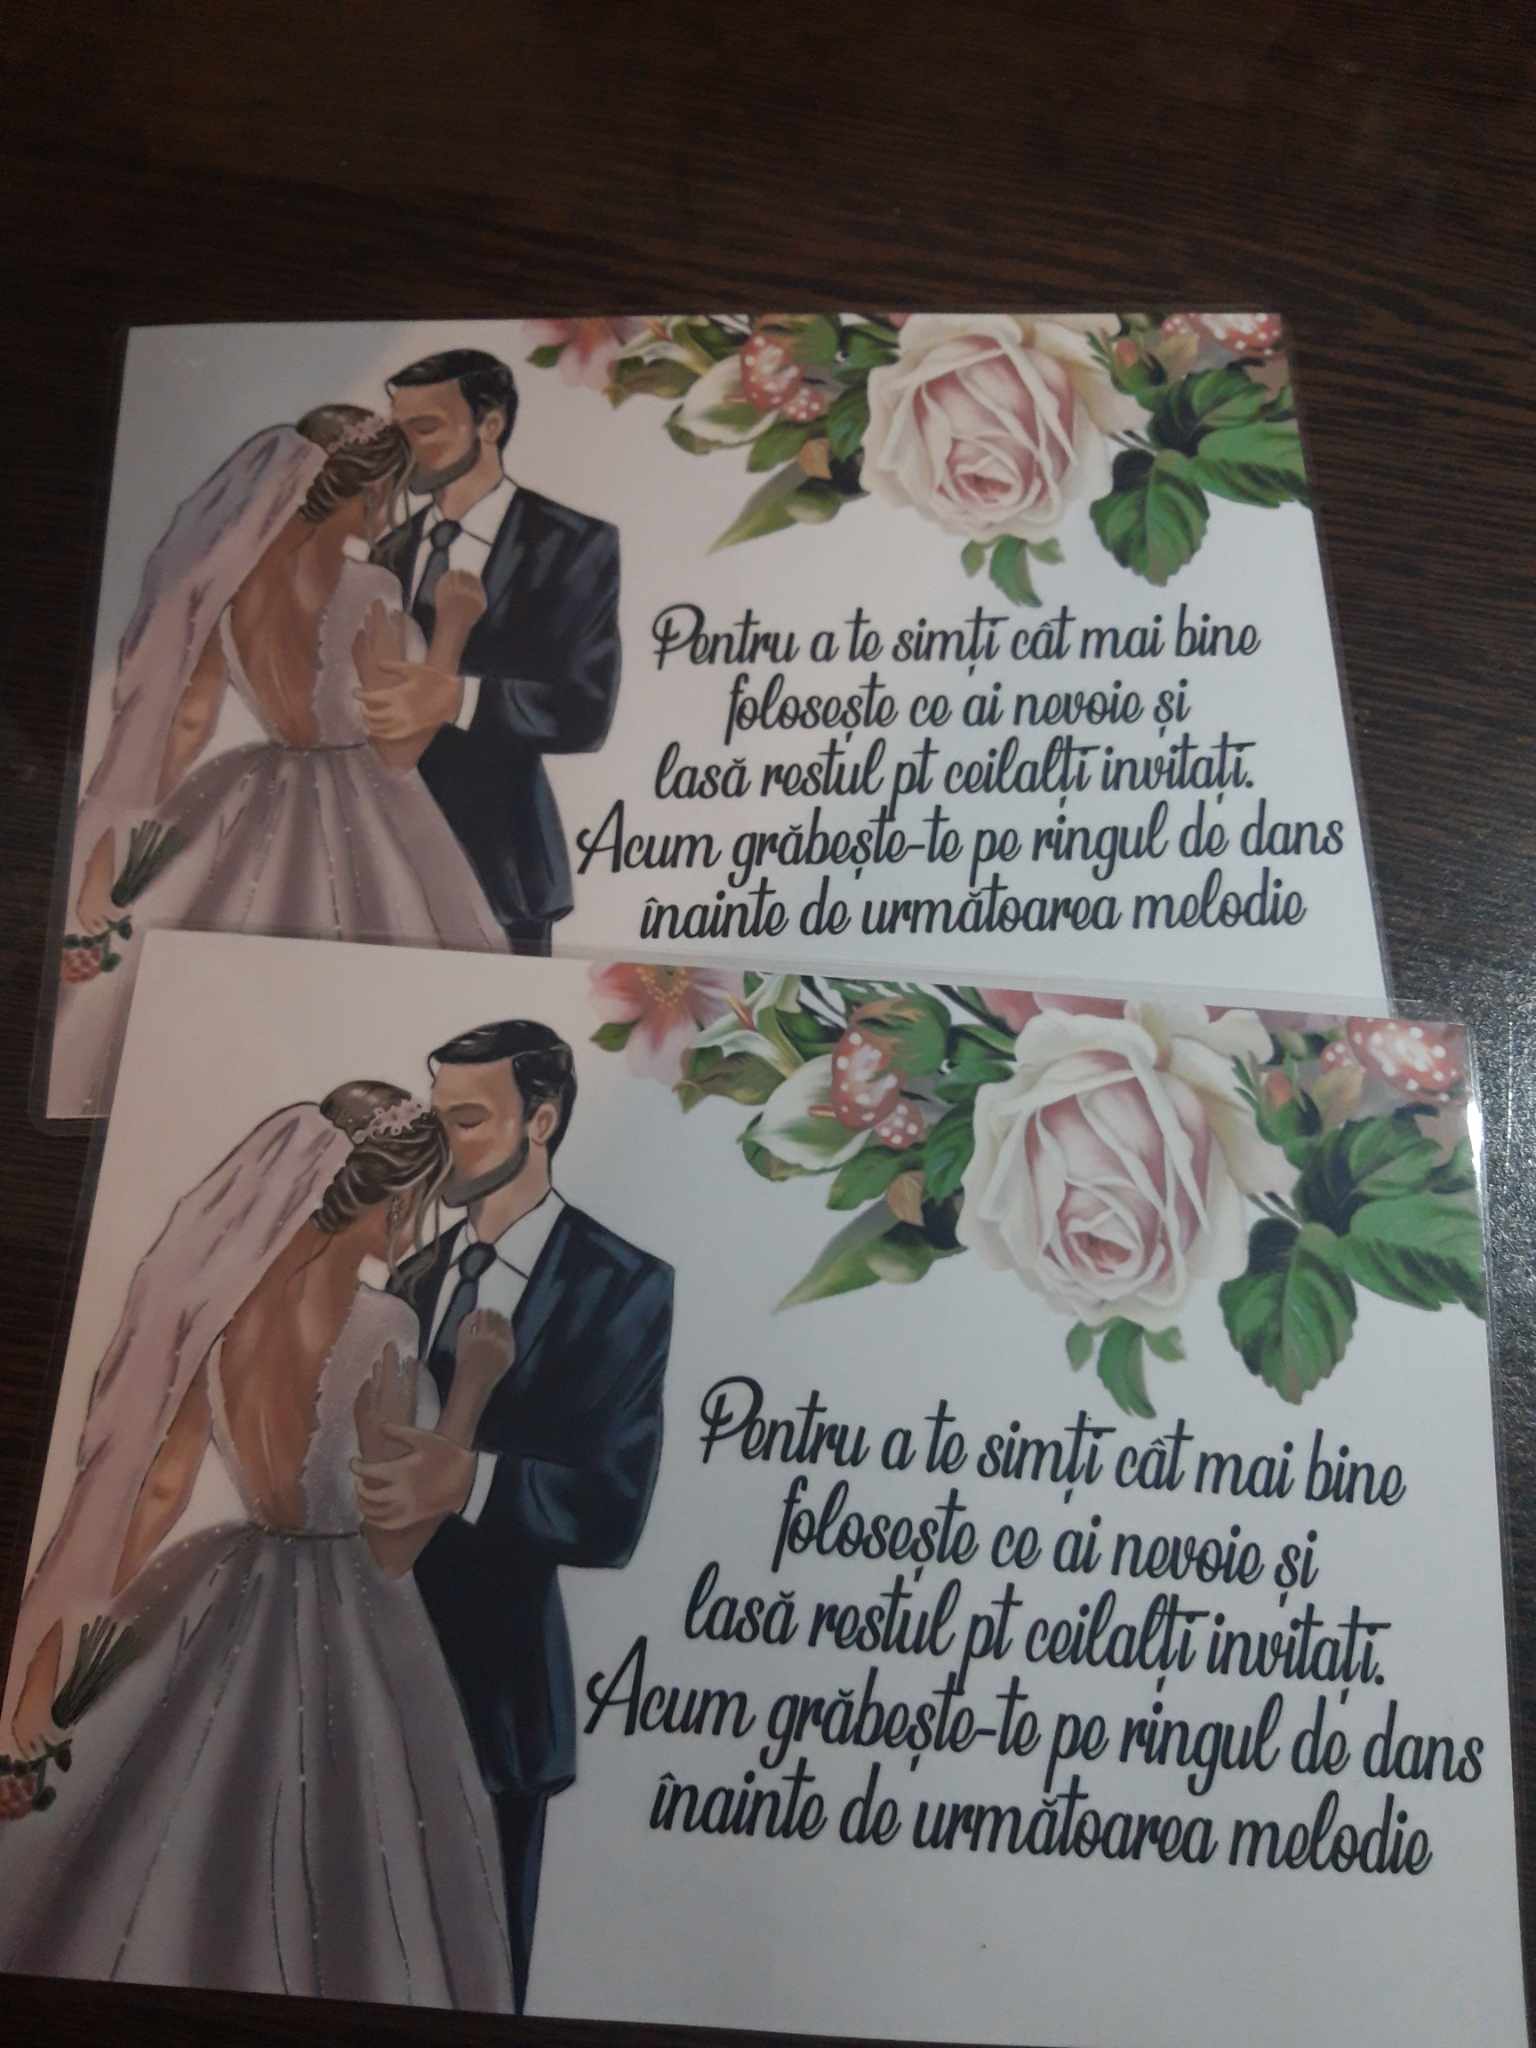 Pentru a te simți cât mai bine
folosește ce ai nevoie și
lasă restul pt ceilalți invitați.
Acum grăbește-te pe ringul de dans
înainte de următoarea melodie
Pentru a te simți cât mai bine
folosește ce ai nevoie și
lasă restul pt ceilalți invitați.
Acum grăbește-te pe ringul de dans
înainte de următoarea melodie